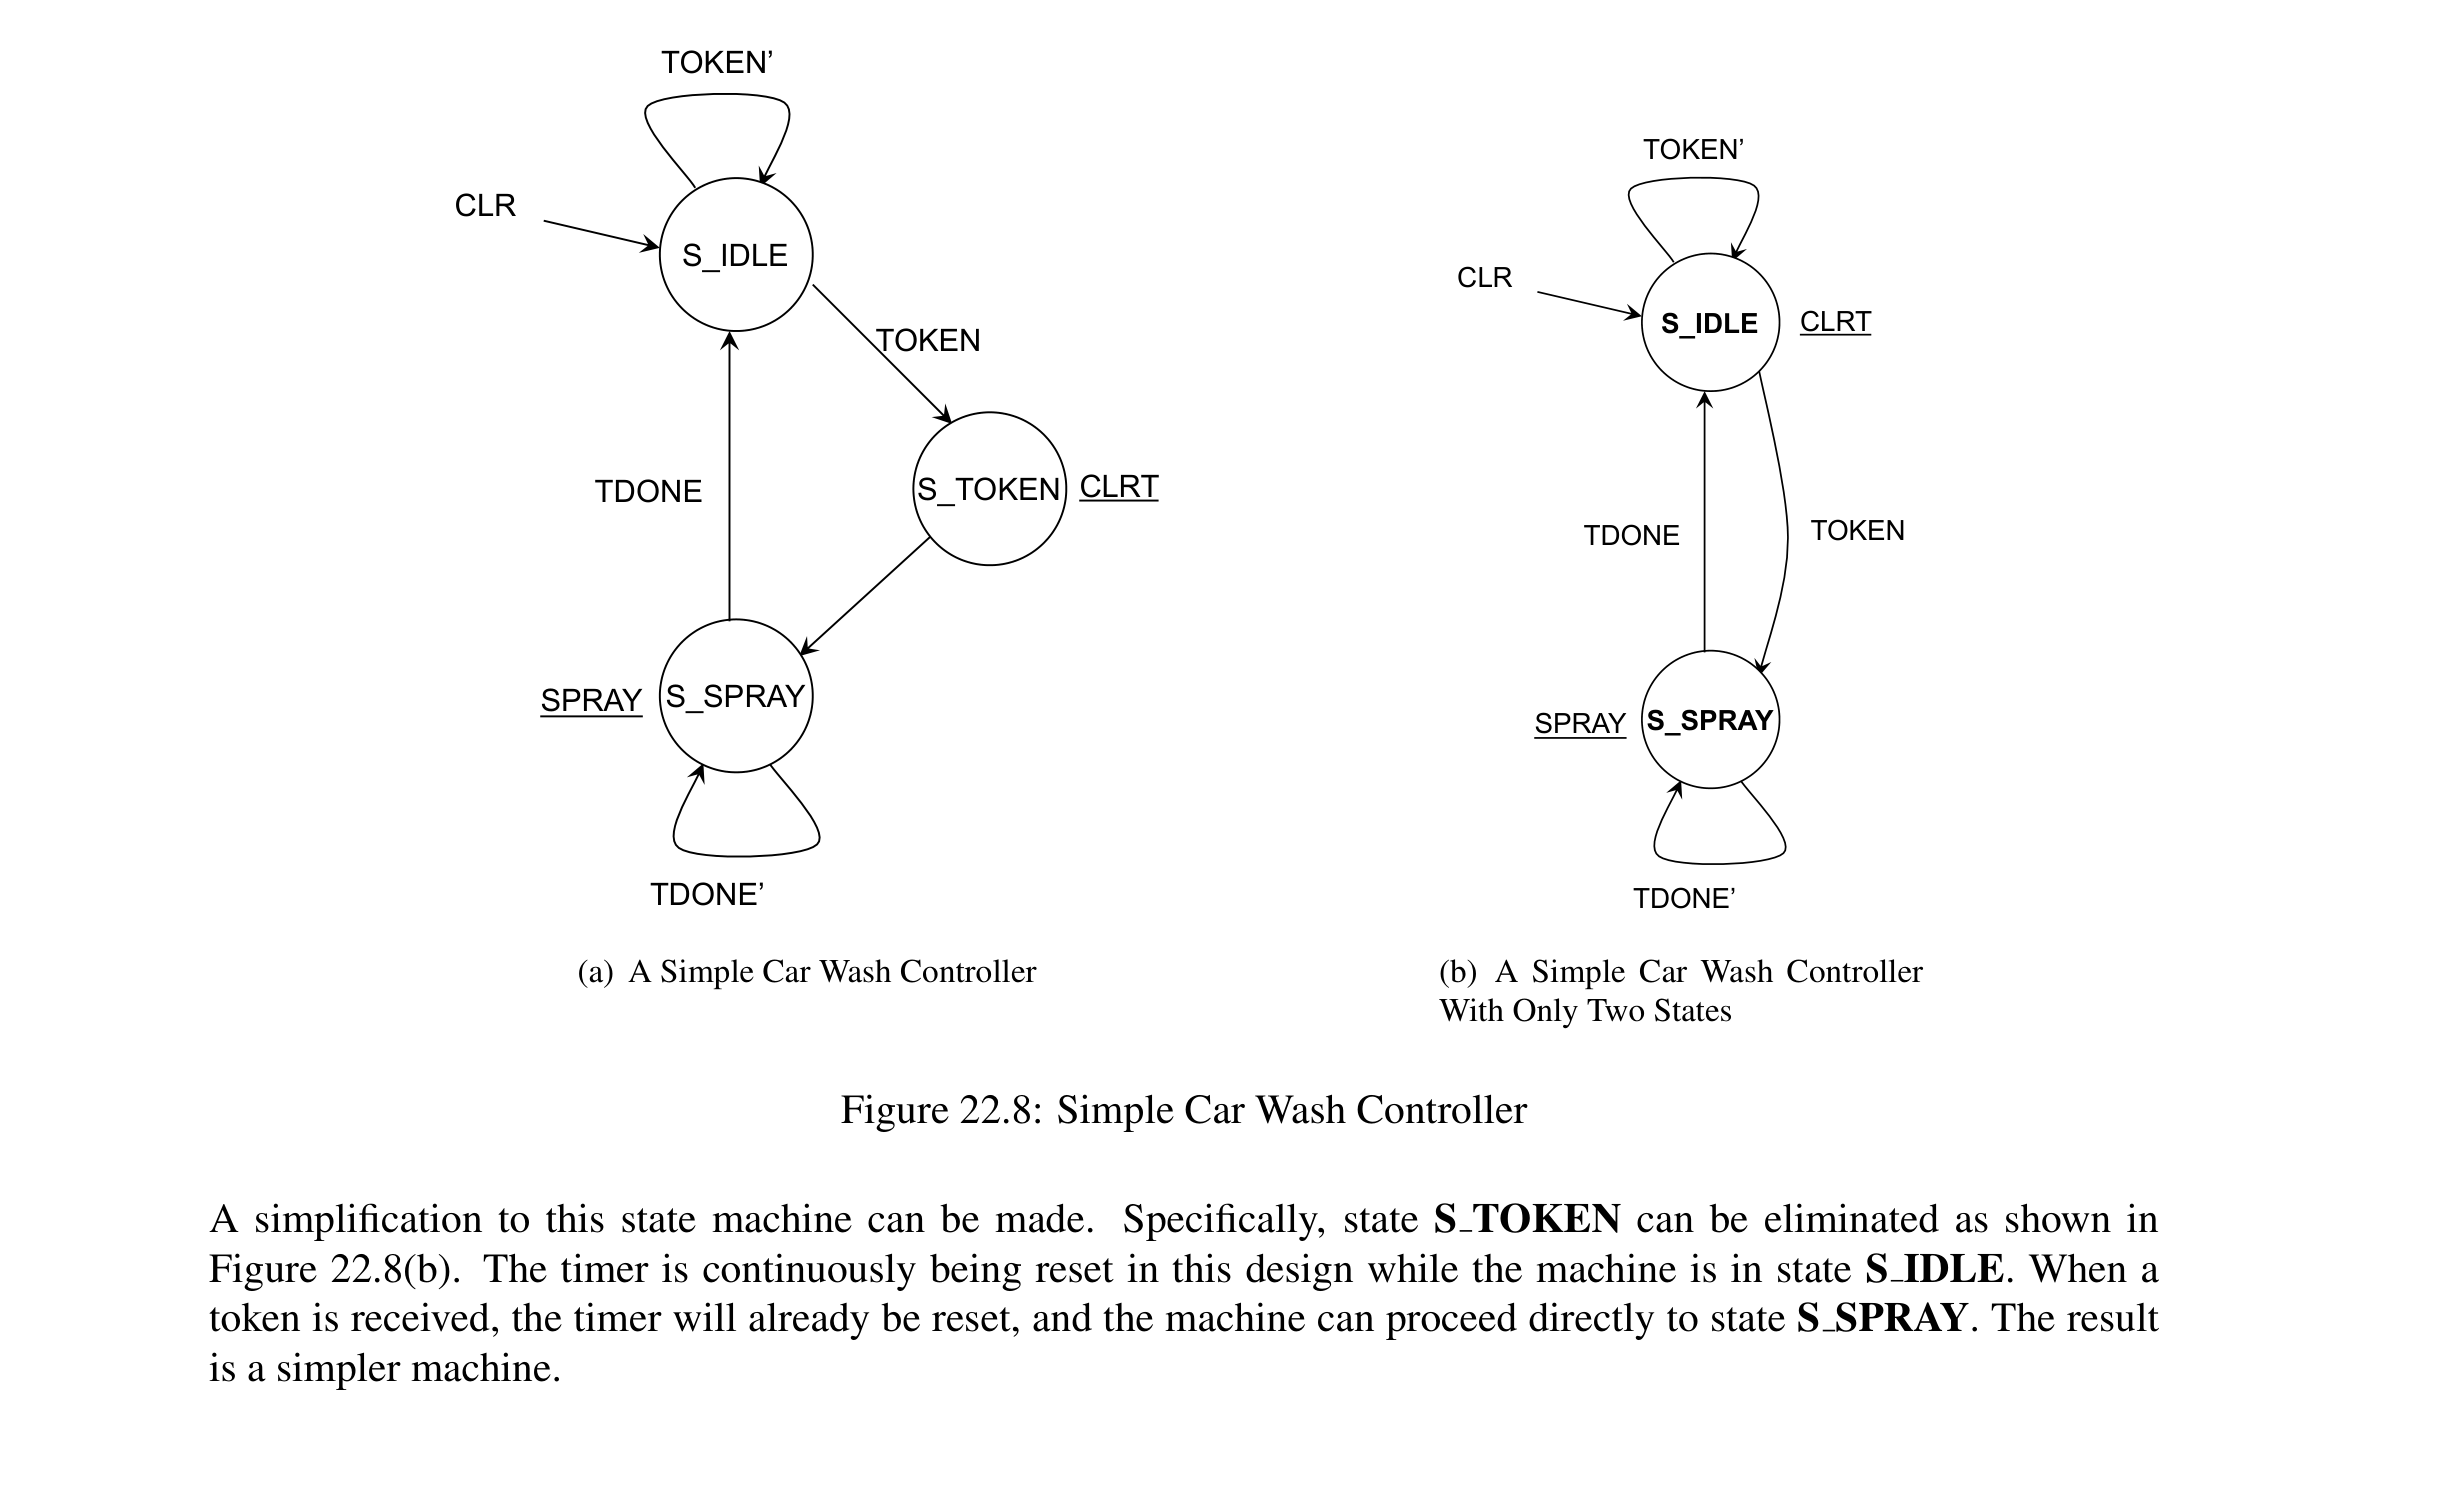 TOKEN’
CLR
S_IDLE
TOKEN
TDONE
S_TOKEN
CLRT
SPRAY
S_SPRAY
TDONE’
(a) A Simple Car Wash Controller
TOKEN’
CLR
S_IDLE
CLRT
TDONE
TOKEN
SPRAY
S_SPRAY
TDONE’
(b) A Simple Car Wash Controller
With Only Two States
Figure 22.8: Simple Car Wash Controller
A simplification to this state machine can be made. Specifically, state S_TOKEN can be eliminated as shown in
Figure 22.8(b). The timer is continuously being reset in this design while the machine is in state S_IDLE. When a
token is received, the timer will already be reset, and the machine can proceed directly to state S_SPRAY. The result
is a simpler machine.